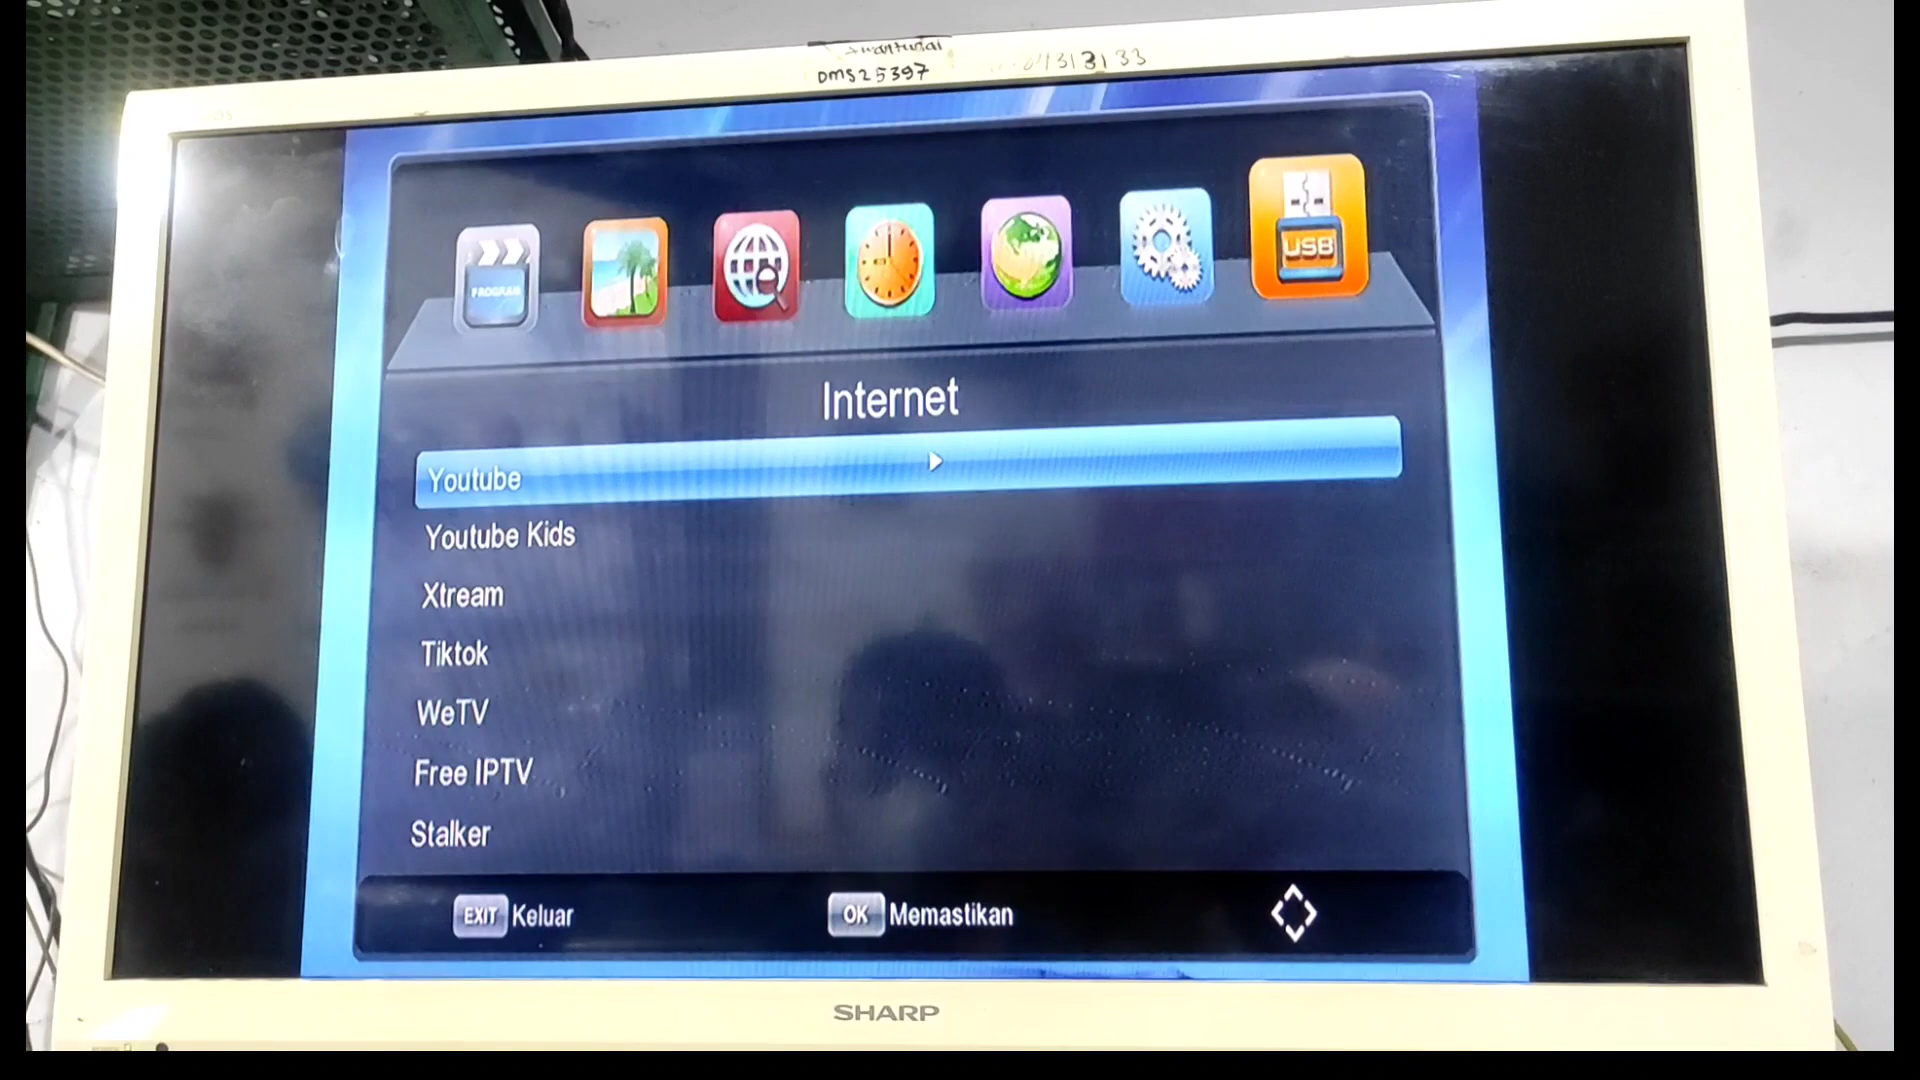 DMS25397
PROGRAM
USB
Internet
Youtube
Youtube Kids
Xtream
Tiktok
WeTV
Free IPTV
Stalker
EXIT Keluar
OK Memastikan
SHARP